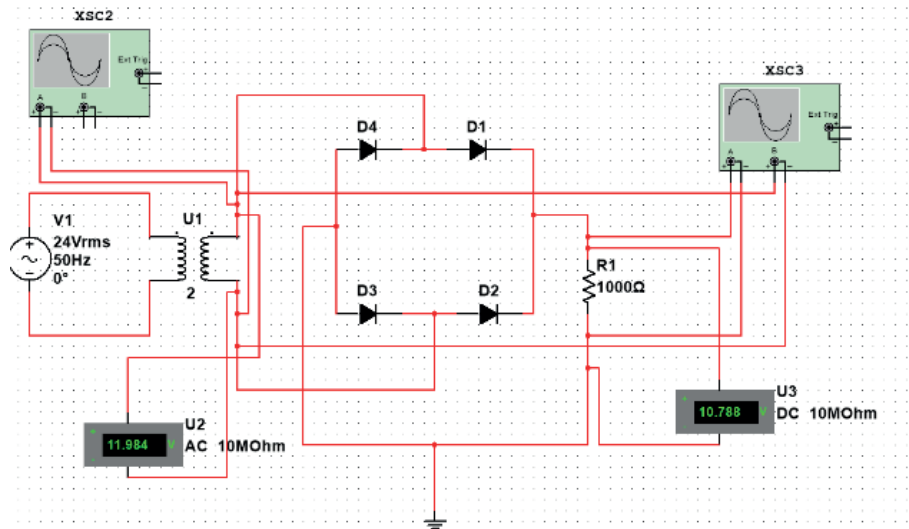 XSC2
Ext Trig
+
-
A
B
+ - + -
XSC3
Ext Trig
+
-
A
B
+ - + -
D4
D1
V1
24Vrms
50Hz
0°
U1
2
D3
D2
R1
1000Ω
U2
11.984 V
AC 10MOhm
U3
10.788 V
DC 10MOhm